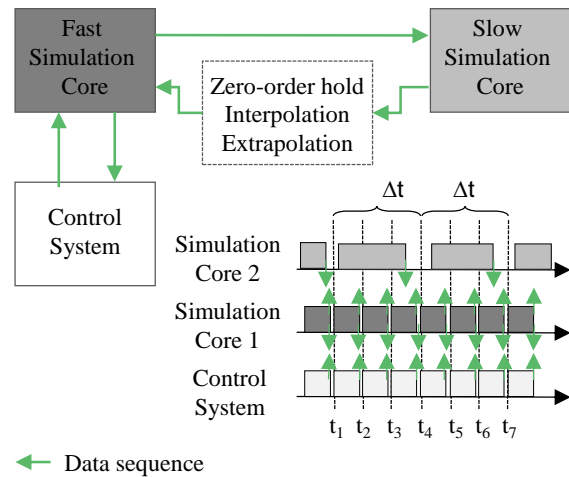 Fast
Simulation
Core
Slow
Simulation
Core
Zero-order hold
Interpolation
Extrapolation
Control
System
Δt Δt
Simulation
Core 2
Simulation
Core 1
Control
System
t₁ t₂ t₃ t₄ t₅ t₆ t₇
Data sequence